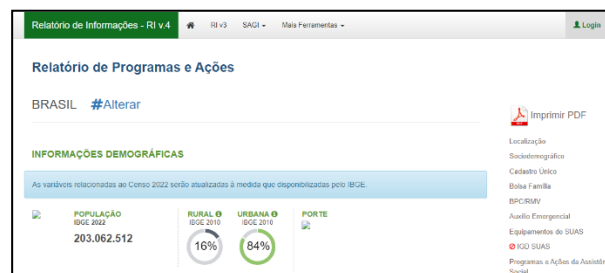 Relatório de Informações - RI v.4 RI v3 SAGI Mais Ferramentas Login
Relatório de Programas e Ações
BRASIL #Alterar
Imprimir PDF
INFORMAÇÕES DEMOGRÁFICAS
As variáveis relacionadas ao Censo 2022 serão atualizadas à medida que disponibilizadas pelo IBGE.
POPULAÇÃO
IBGE 2022
203.062.512
RURAL
IBGE 2010
16%
URBANA
IBGE 2010
84%
PORTE
Localização
Sociodemográfico
Cadastro Único
Bolsa Família
BPC/RMV
Auxílio Emergencial
Equipamentos do SUAS
IGD SUAS
Programas e Ações da Assistên
Social